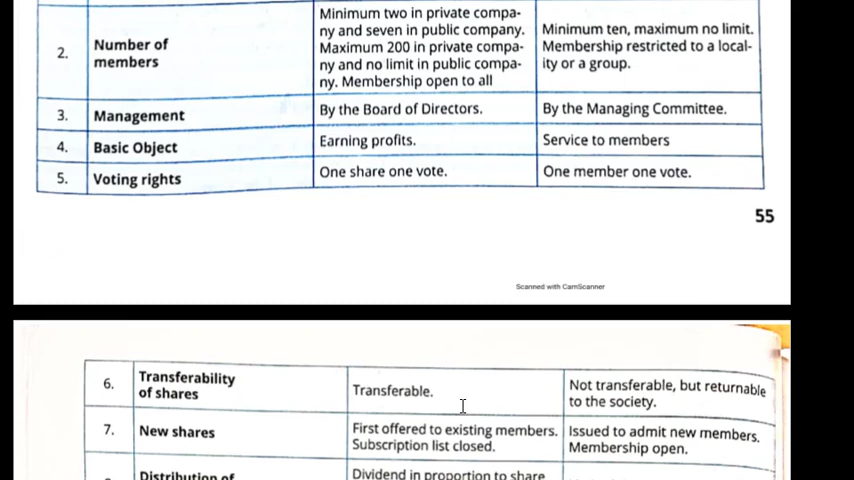 2.
Number of
members
Minimum two in private compa-
ny and seven in public company.
Maximum 200 in private compa-
ny and no limit in public compa-
ny. Membership open to all
Minimum ten, maximum no limit.
Membership restricted to a local-
ity or a group.
3.
Management
By the Board of Directors.
By the Managing Committee.
4.
Basic Object
Earning profits.
Service to members
5.
Voting rights
One share one vote.
One member one vote.
55
Scanned with CamScanner
6.
Transferability
of shares
Transferable.
Not transferable, but returnable
to the society.
7.
New shares
First offered to existing members.
Subscription list closed.
Issued to admit new members.
Membership open.
Distribution of
Dividend in proportion to share